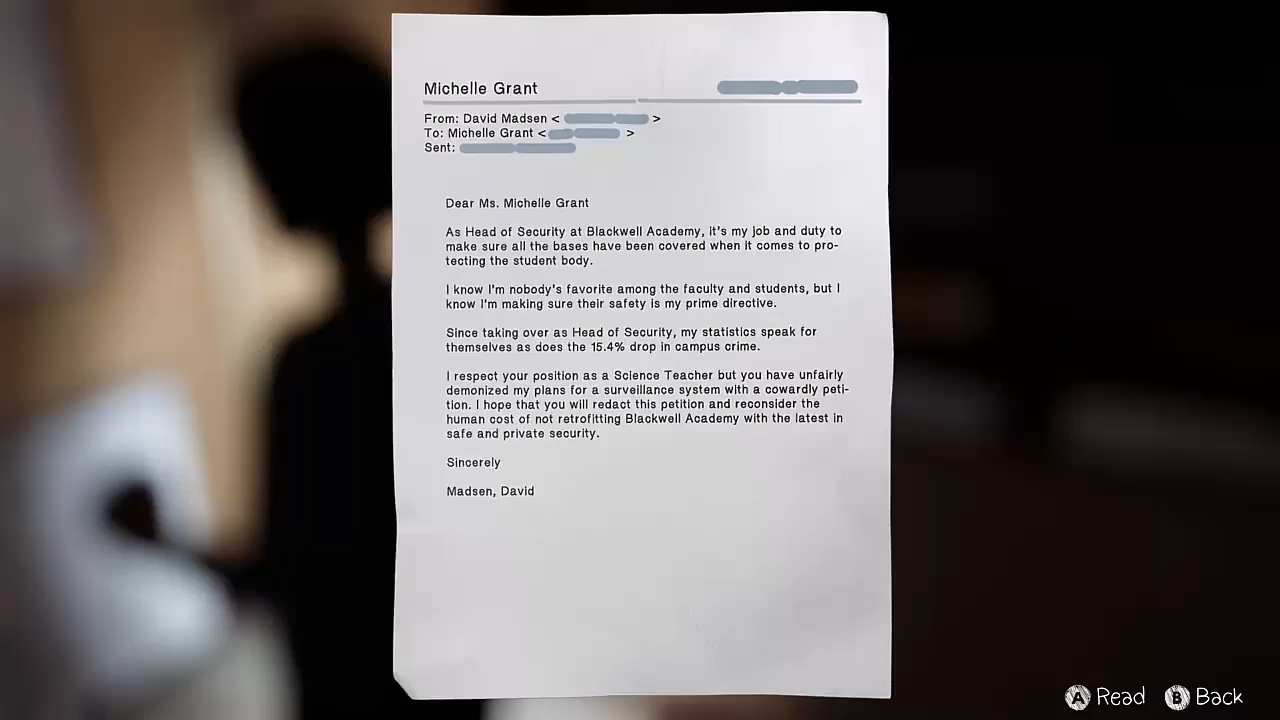 Michelle Grant
From: David Madsen < >
To: Michelle Grant < >
Sent:
Dear Ms. Michelle Grant
As Head of Security at Blackwell Academy, it's my job and duty to
make sure all the bases have been covered when it comes to pro-
tecting the student body.
I know I'm nobody's favorite among the faculty and students, but I
know I'm making sure their safety is my prime directive.
Since taking over as Head of Security, my statistics speak for
themselves as does the 15.4% drop in campus crime.
I respect your position as a Science Teacher but you have unfairly
demonized my plans for a surveillance system with a cowardly peti-
tion. I hope that you will redact this petition and reconsider the
human cost of not retrofitting Blackwell Academy with the latest in
safe and private security.
Sincerely
Madsen, David
A Read B Back